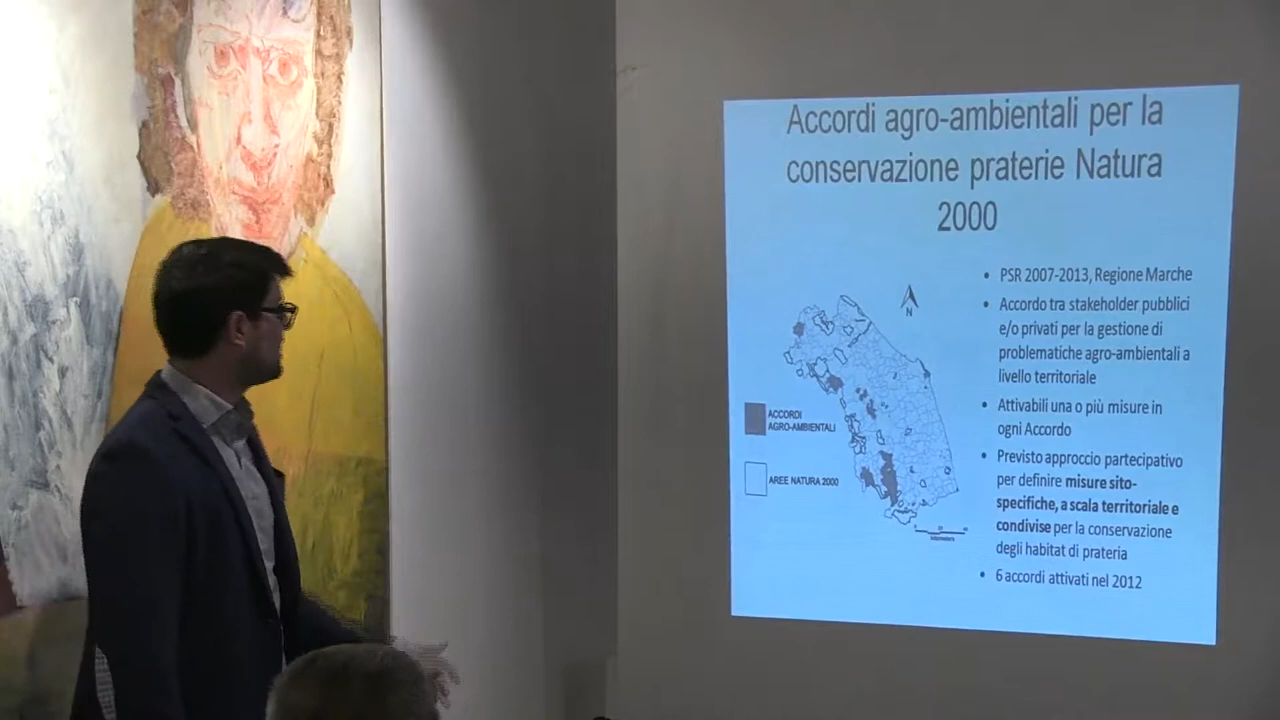 Accordi agro-ambientali per la
conservazione praterie Natura
2000
• PSR 2007-2013, Regione Marche
• Accordo tra stakeholder pubblici
e/o privati per la gestione di
problematiche agro-ambientali a
livello territoriale
• Attivabili una o più misure in
ogni Accordo
• Previsto approccio partecipativo
per definire misure sito-
specifiche, a scala territoriale e
condivise per la conservazione
degli habitat di prateria
• 6 accordi attivati nel 2012
N
ACCORDI
AGRO-AMBIENTALI
AREE NATURA 2000